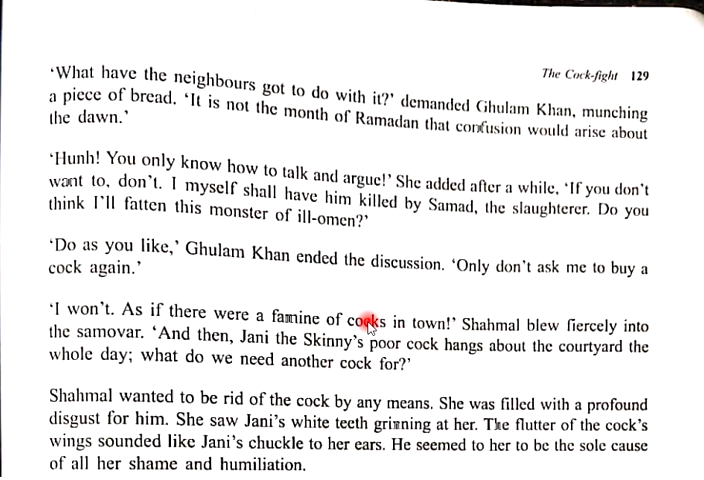 The Cock-fight 129
‘What have the neighbours got to do with it?’ demanded Ghulam Khan, munching
a piece of bread. ‘It is not the month of Ramadan that confusion would arise about
the dawn.’
‘Hunh! You only know how to talk and argue!’ She added after a while. ‘If you don’t
want to, don’t. I myself shall have him killed by Samad, the slaughterer. Do you
think I’ll fatten this monster of ill-omen?’
‘Do as you like,’ Ghulam Khan ended the discussion. ‘Only don’t ask me to buy a
cock again.’
‘I won’t. As if there were a famine of cocks in town!’ Shahmal blew fiercely into
the samovar. ‘And then, Jani the Skinny’s poor cock hangs about the courtyard the
whole day; what do we need another cock for?’
Shahmal wanted to be rid of the cock by any means. She was filled with a profound
disgust for him. She saw Jani’s white teeth grinning at her. The flutter of the cock’s
wings sounded like Jani’s chuckle to her ears. He seemed to her to be the sole cause
of all her shame and humiliation.